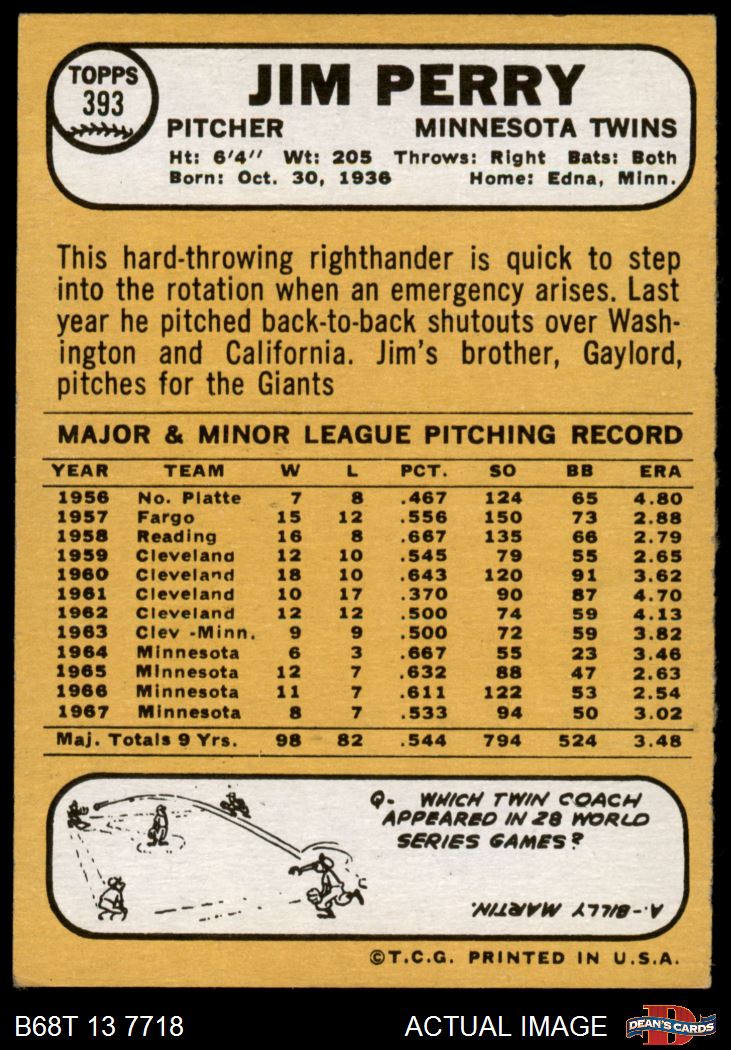 TOPPS
393
JIM PERRY
PITCHER MINNESOTA TWINS
Ht: 6'4" Wt: 205 Throws: Right Bats: Both
Born: Oct. 30, 1936 Home: Edna, Minn.
This hard-throwing righthander is quick to step
into the rotation when an emergency arises. Last
year he pitched back-to-back shutouts over Wash-
ington and California. Jim's brother, Gaylord,
pitches for the Giants
MAJOR & MINOR LEAGUE PITCHING RECORD
YEAR TEAM W L PCT. SO BB ERA
1956 No. Platte 7 8 .467 124 65 4.80
1957 Fargo 15 12 .556 150 73 2.88
1958 Reading 16 8 .667 135 66 2.79
1959 Cleveland 12 10 .545 79 55 2.65
1960 Cleveland 18 10 .643 120 91 3.62
1961 Cleveland 10 17 .370 90 87 4.70
1962 Cleveland 12 12 .500 74 59 4.13
1963 Clev -Minn. 9 9 .500 72 59 3.82
1964 Minnesota 6 3 .667 55 23 3.46
1965 Minnesota 12 7 .632 88 47 2.63
1966 Minnesota 11 7 .611 122 53 2.54
1967 Minnesota 8 7 .533 94 50 3.02
Maj. Totals 9 Yrs. 98 82 .544 794 524 3.48
Q- WHICH TWIN COACH
APPEARED IN 28 WORLD
SERIES GAMES?
A-BILLY MARTIN.
©T.C.G. PRINTED IN U.S.A.
B68T 13 7718 ACTUAL IMAGE
D
DEAN'S CARDS